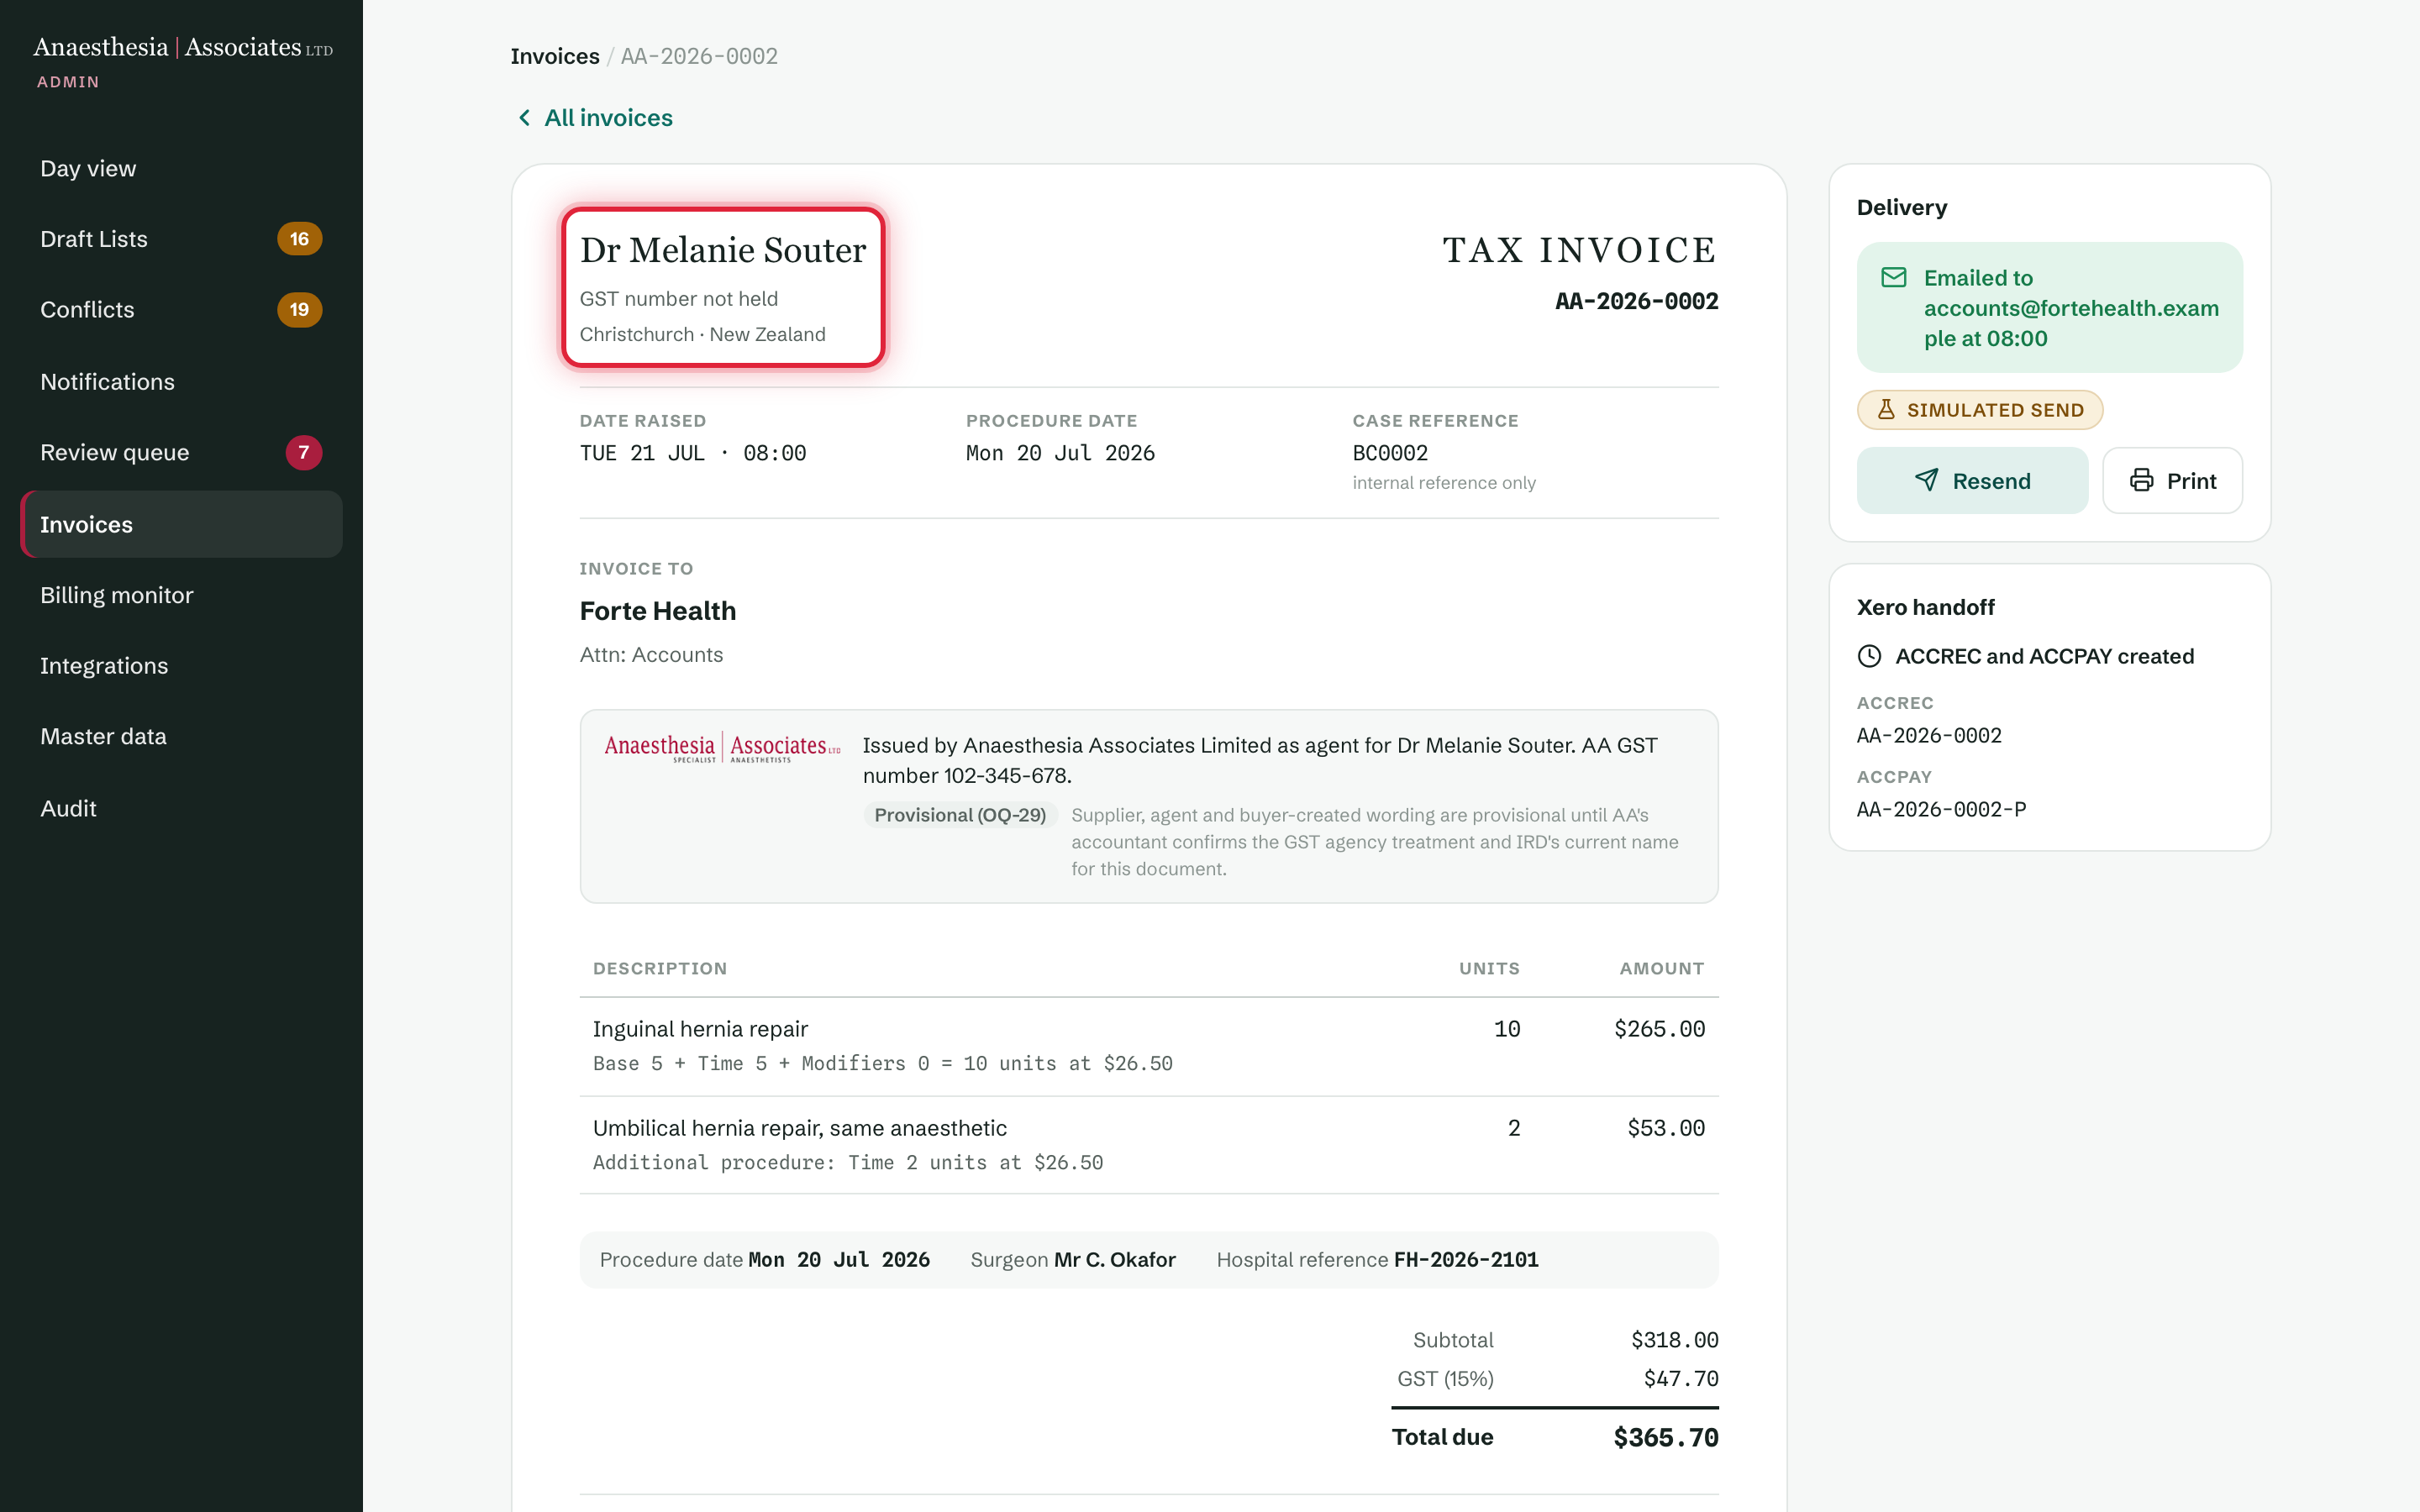 Anaesthesia | Associates LTD
ADMIN
Day view
Draft Lists 16
Conflicts 19
Notifications
Review queue 7
Invoices
Billing monitor
Integrations
Master data
Audit
Invoices / AA-2026-0002
All invoices
Dr Melanie Souter
GST number not held
Christchurch · New Zealand
TAX INVOICE
AA-2026-0002
DATE RAISED
TUE 21 JUL · 08:00
PROCEDURE DATE
Mon 20 Jul 2026
CASE REFERENCE
BC0002
internal reference only
INVOICE TO
Forte Health
Attn: Accounts
Anaesthesia | Associates LTD
SPECIALIST ANAESTHETISTS
Issued by Anaesthesia Associates Limited as agent for Dr Melanie Souter. AA GST
number 102-345-678.
Provisional (OQ-29)
Supplier, agent and buyer-created wording are provisional until AA's
accountant confirms the GST agency treatment and IRD's current name
for this document.
DESCRIPTION UNITS AMOUNT
Inguinal hernia repair 10 $265.00
Base 5 + Time 5 + Modifiers 0 = 10 units at $26.50
Umbilical hernia repair, same anaesthetic 2 $53.00
Additional procedure: Time 2 units at $26.50
Procedure date Mon 20 Jul 2026 Surgeon Mr C. Okafor Hospital reference FH-2026-2101
Subtotal $318.00
GST (15%) $47.70
Total due $365.70
Delivery
Emailed to
accounts@fortehealth.exam
ple at 08:00
SIMULATED SEND
Resend
Print
Xero handoff
ACCREC and ACCPAY created
ACCREC
AA-2026-0002
ACCPAY
AA-2026-0002-P